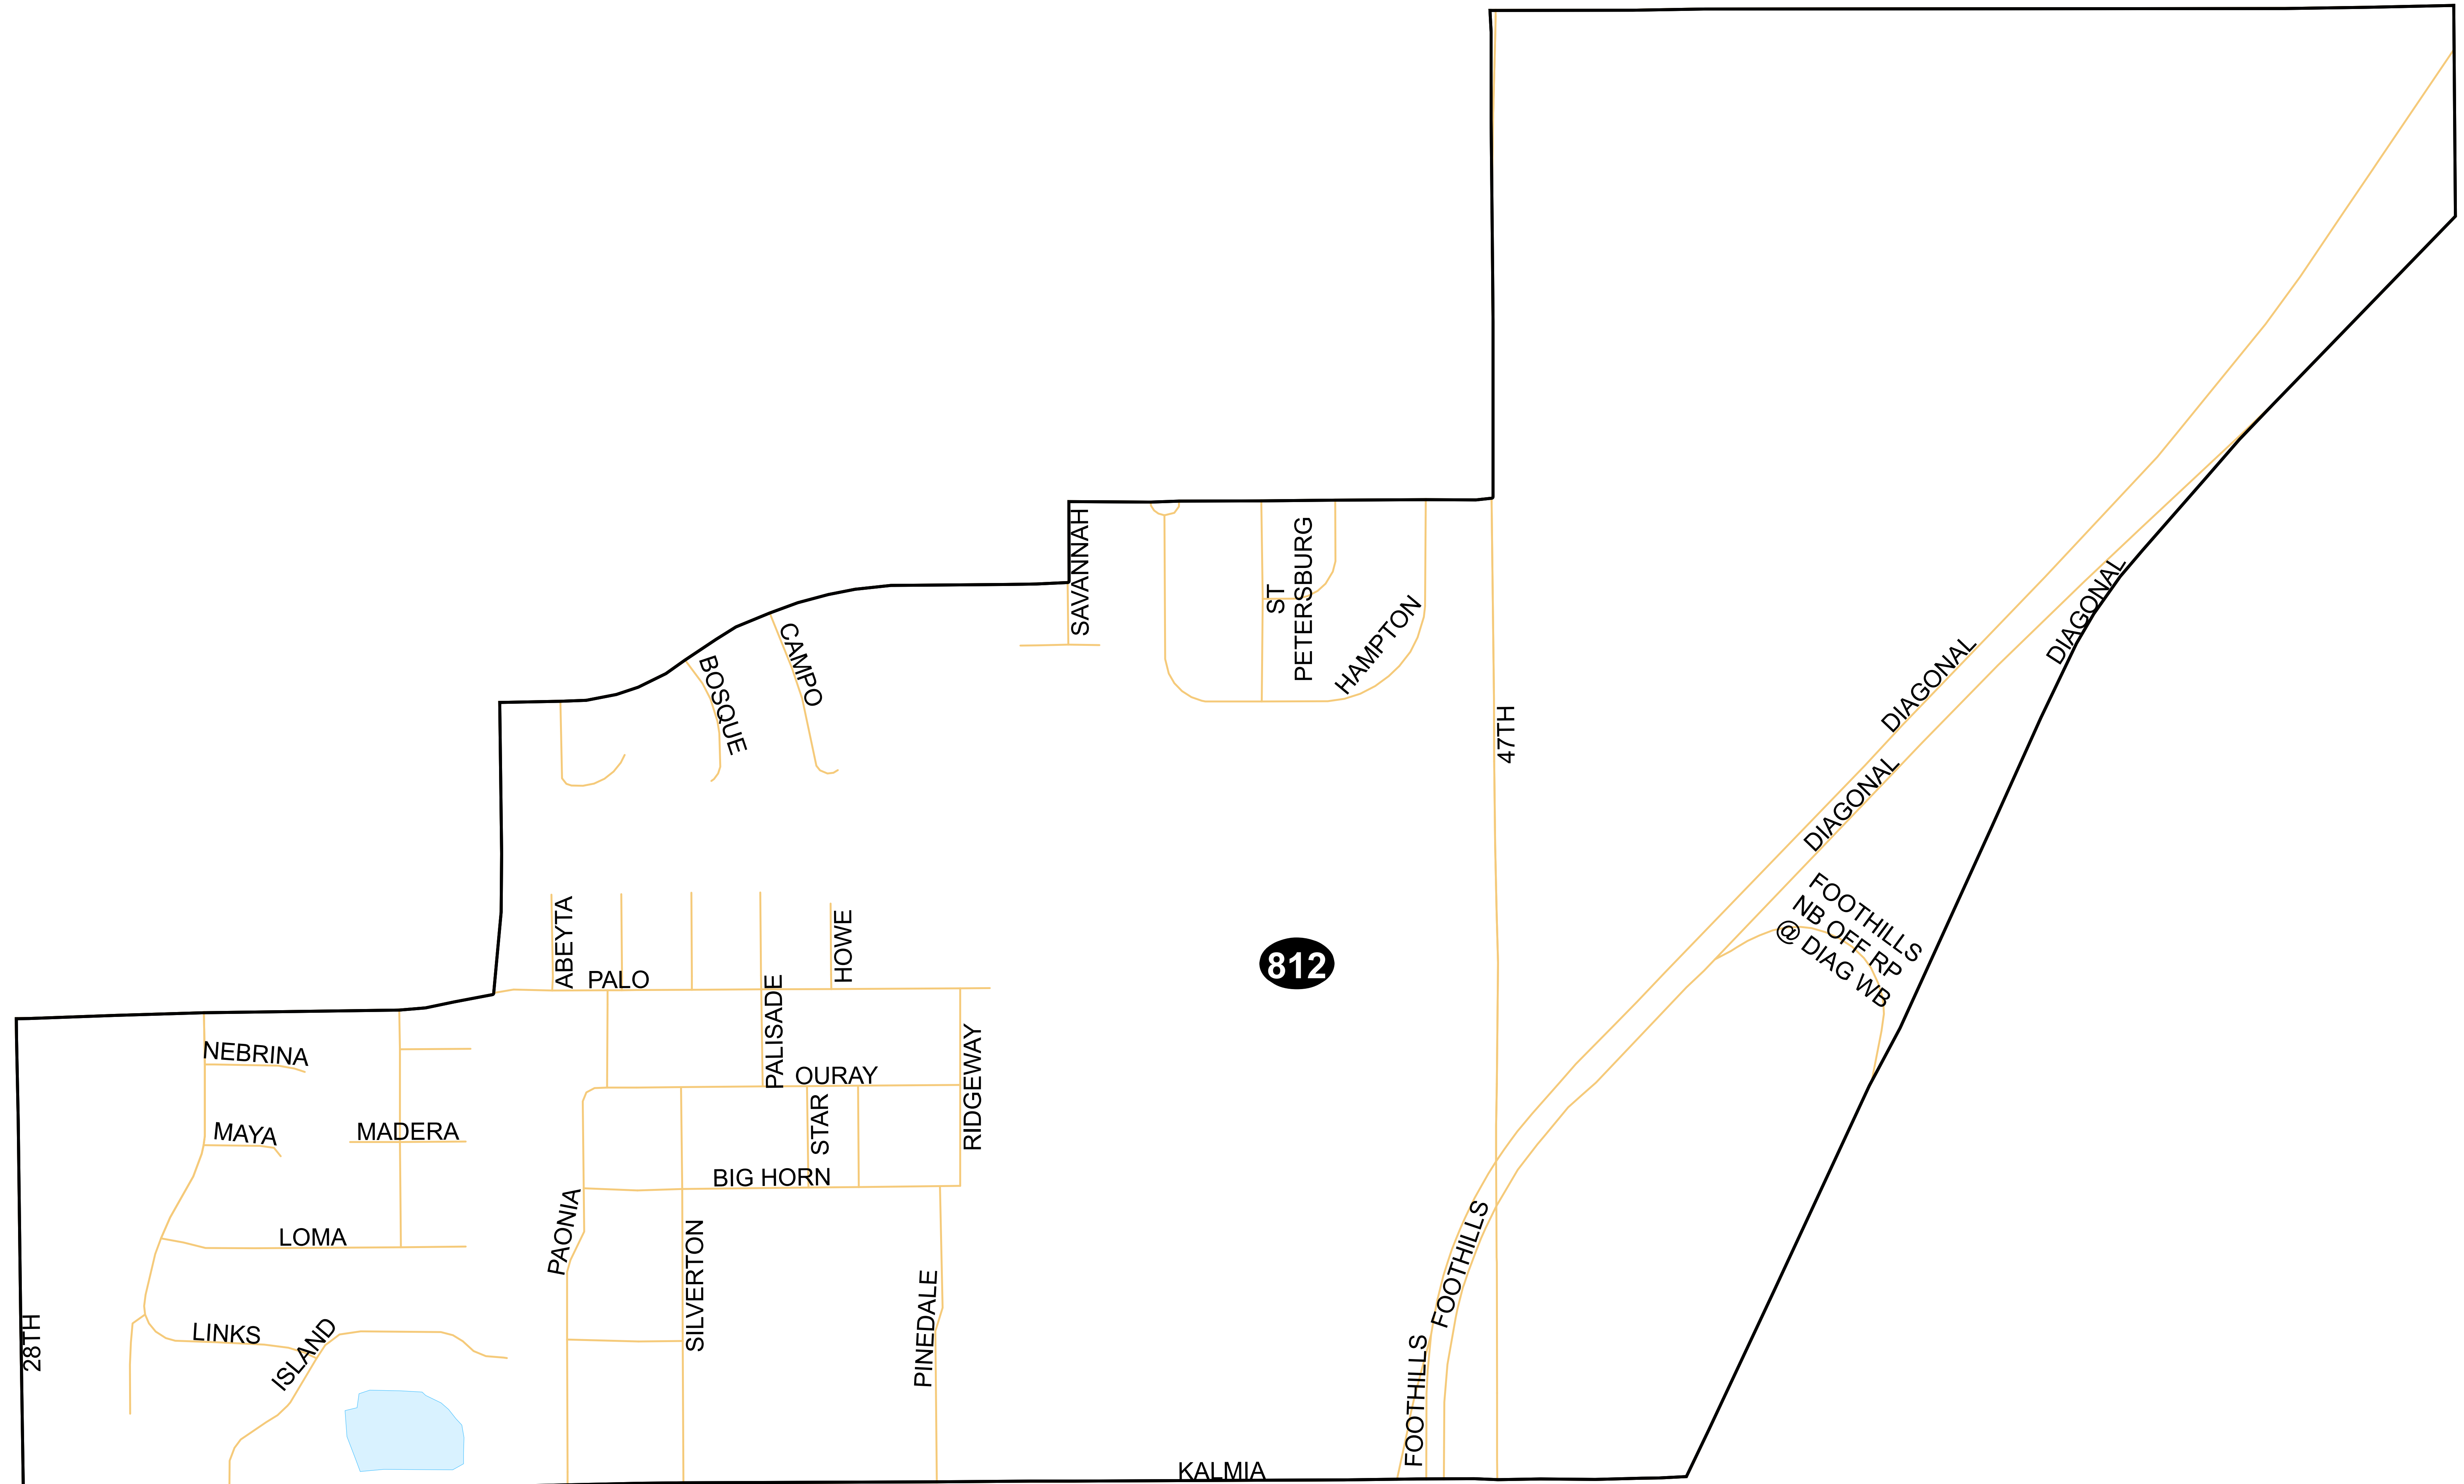 SAVANNAH
ST
PETERSBURG
HAMPTON
CAMPO
BOSQUE
47TH
DIAGONAL
DIAGONAL
DIAGONAL
FOOTHILLS
NB OFF RP
@ DIAG WB
ABEYTA
PALO
HOWE
812
PALISADE
NEBRINA
OURAY
RIDGEWAY
STAR
MAYA
MADERA
BIG HORN
PAONIA
LOMA
SILVERTON
PINEDALE
FOOTHILLS
FOOTHILLS
28TH
LINKS
ISLAND
KALMIA